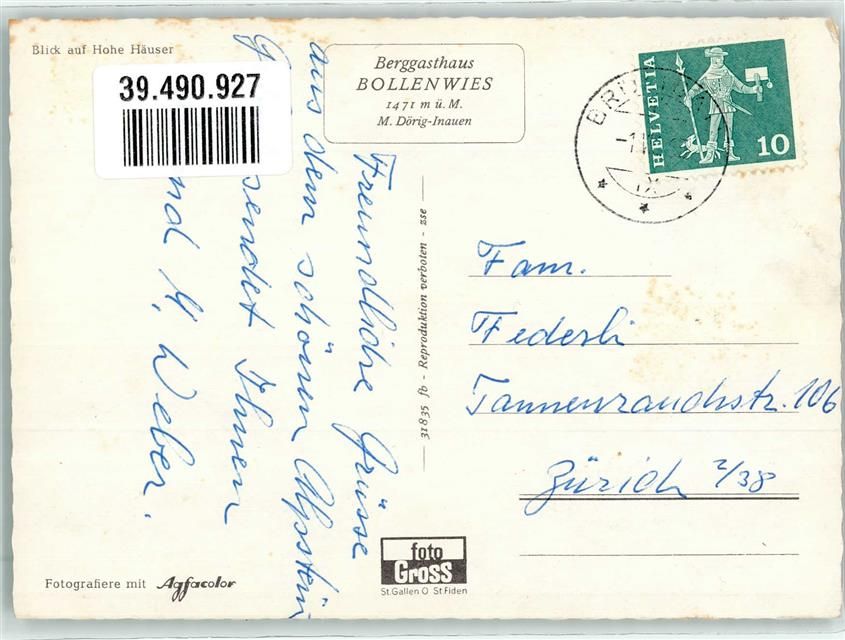 Blick auf Hohe Häuser
39.490.927
Berggasthaus
BOLLENWIES
1471 m ü. M.
M. Dörig-Inauen
HELVETIA
10
Freundliche Grüsse
aus dem schönen Alpstein
sendet Ihnen
und M. Weber.
31835 fb - Reproduktion verboten - zse
Fam.
Federli
Tannenrauchstr. 106
Zürich 2/38
foto
Gross
St. Gallen O St. Fiden
Fotografiere mit Agfacolor